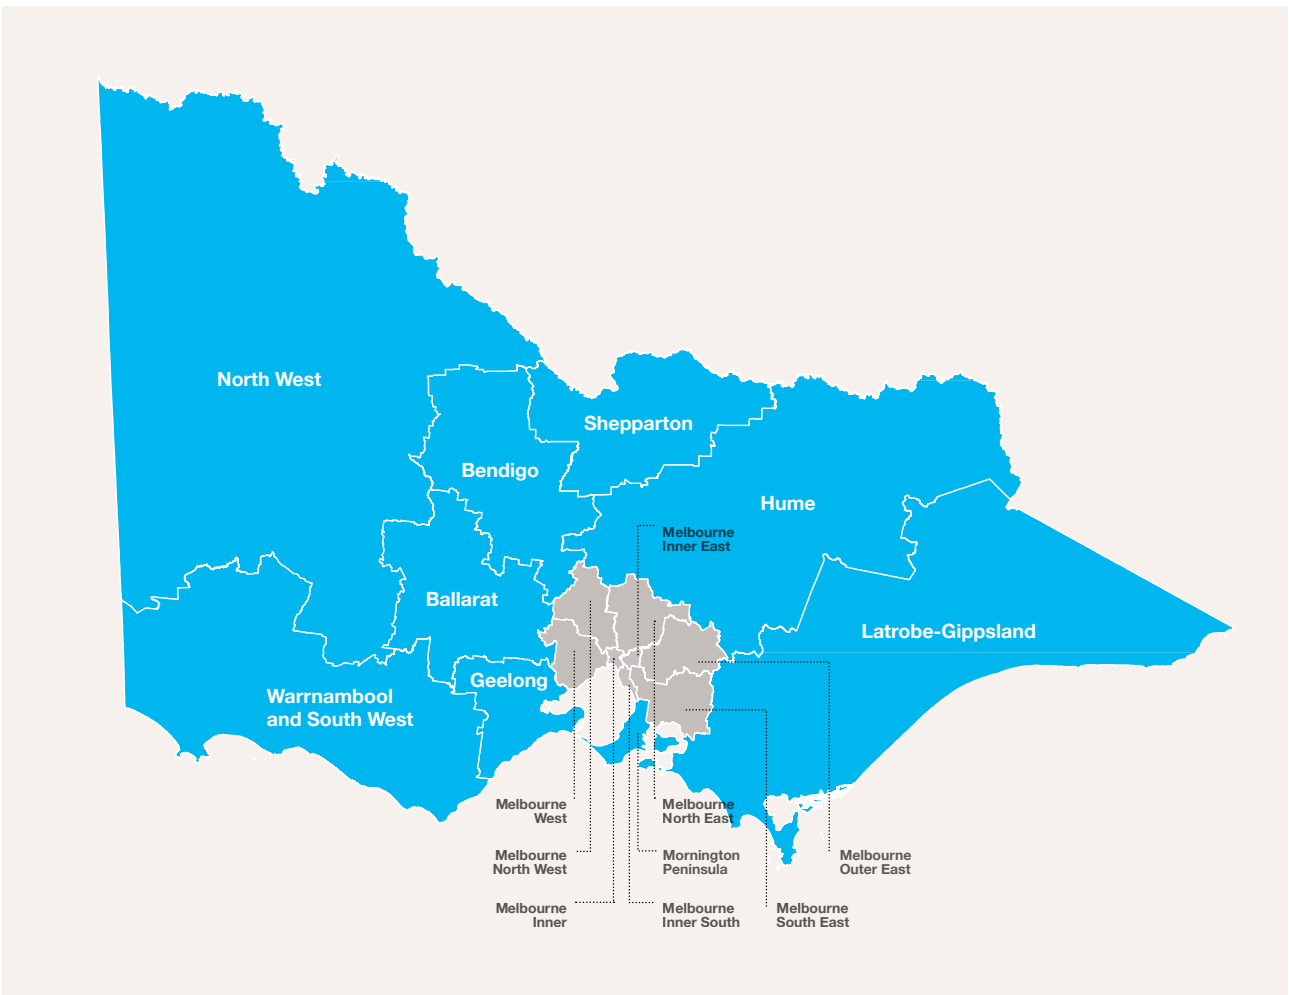 North West
Shepparton
Bendigo
Hume
Melbourne
Inner East
Ballarat
Latrobe-Gippsland
Geelong
Warrnambool
and South West
Melbourne
West
Melbourne
North East
Melbourne
North West
Mornington
Peninsula
Melbourne
Outer East
Melbourne
Inner
Melbourne
Inner South
Melbourne
South East